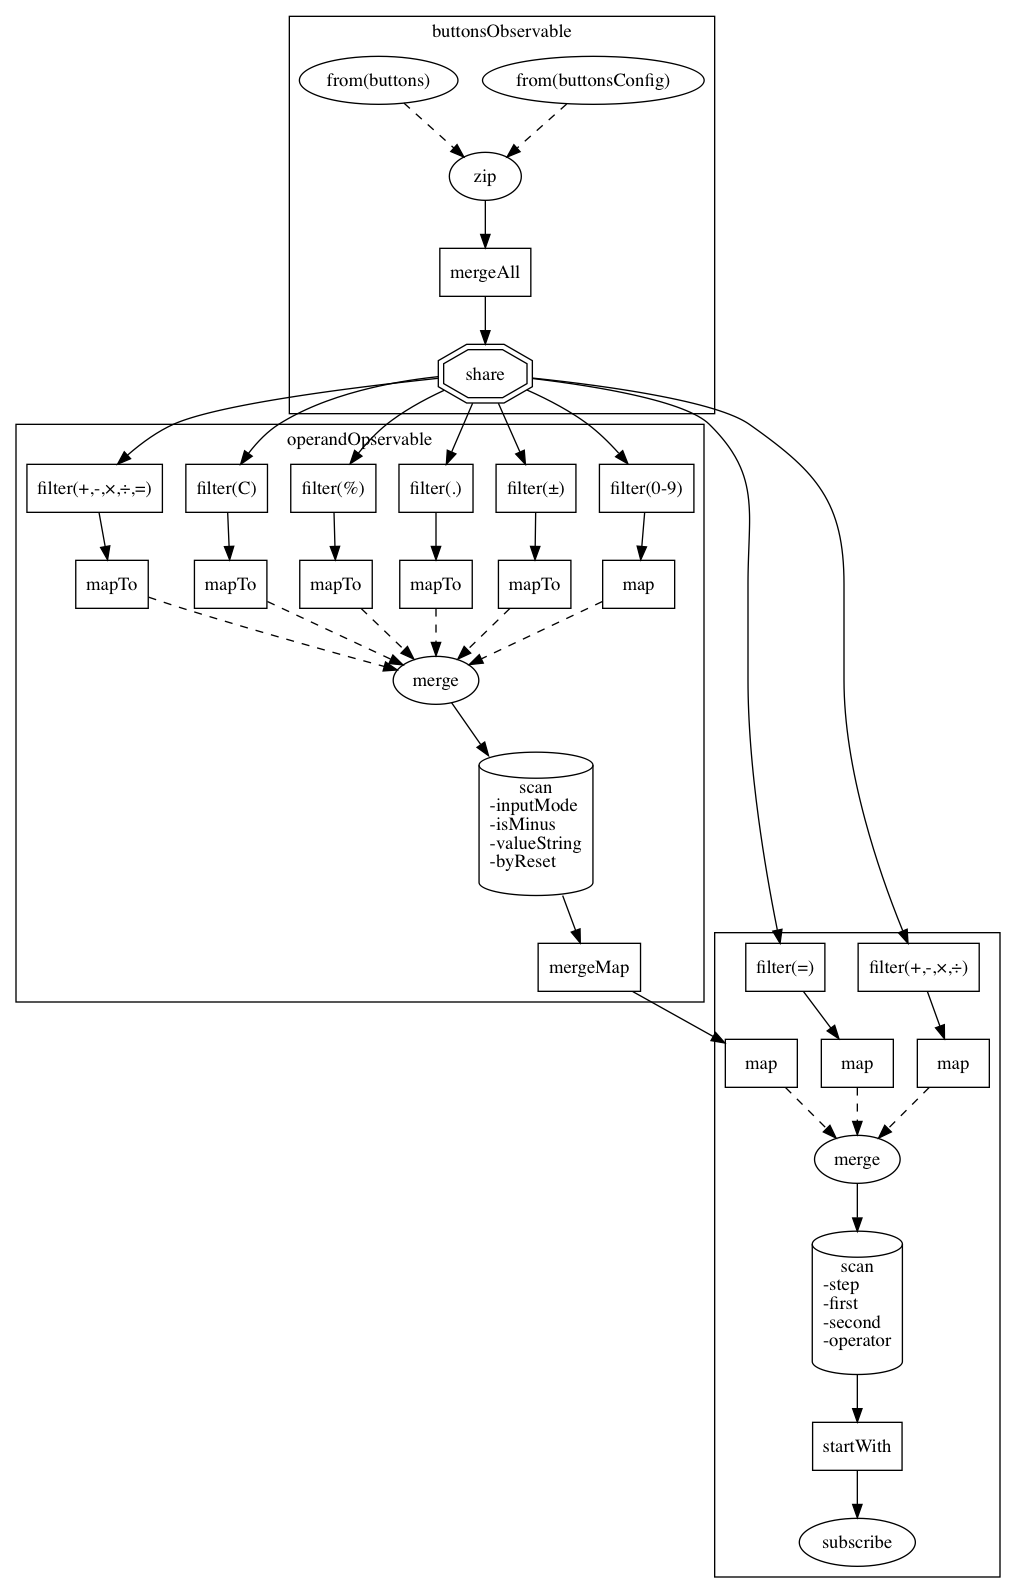 buttonsObservable
from(buttons)
from(buttonsConfig)
zip
mergeAll
share
operandOpservable
filter(+,-,×,÷,=)
filter(C)
filter(%)
filter(.)
filter(±)
filter(0-9)
mapTo
mapTo
mapTo
mapTo
mapTo
map
merge
scan
-inputMode
-isMinus
-valueString
-byReset
mergeMap
filter(=)
filter(+,-,×,÷)
map
map
map
merge
scan
-step
-first
-second
-operator
startWith
subscribe